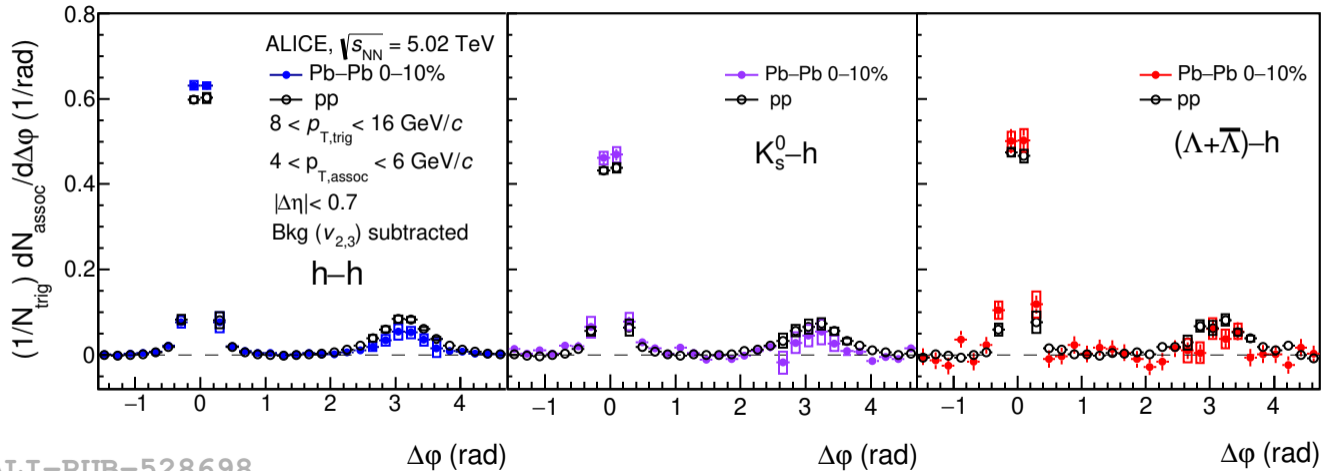 (1/N_trig) dN_assoc/dΔφ (1/rad)
0.8
0.6
0.4
0.2
0
ALICE, √s_NN = 5.02 TeV
Pb–Pb 0–10%
pp
8 < p_T,trig < 16 GeV/c
4 < p_T,assoc < 6 GeV/c
|Δη|< 0.7
Bkg (v_2,3) subtracted
h–h
Pb–Pb 0–10%
pp
K⁰_S–h
Pb–Pb 0–10%
pp
(Λ+Λ̅)–h
−1 0 1 2 3 4
−1 0 1 2 3 4
−1 0 1 2 3 4
Δφ (rad)
Δφ (rad)
Δφ (rad)
LI-PUB-528698